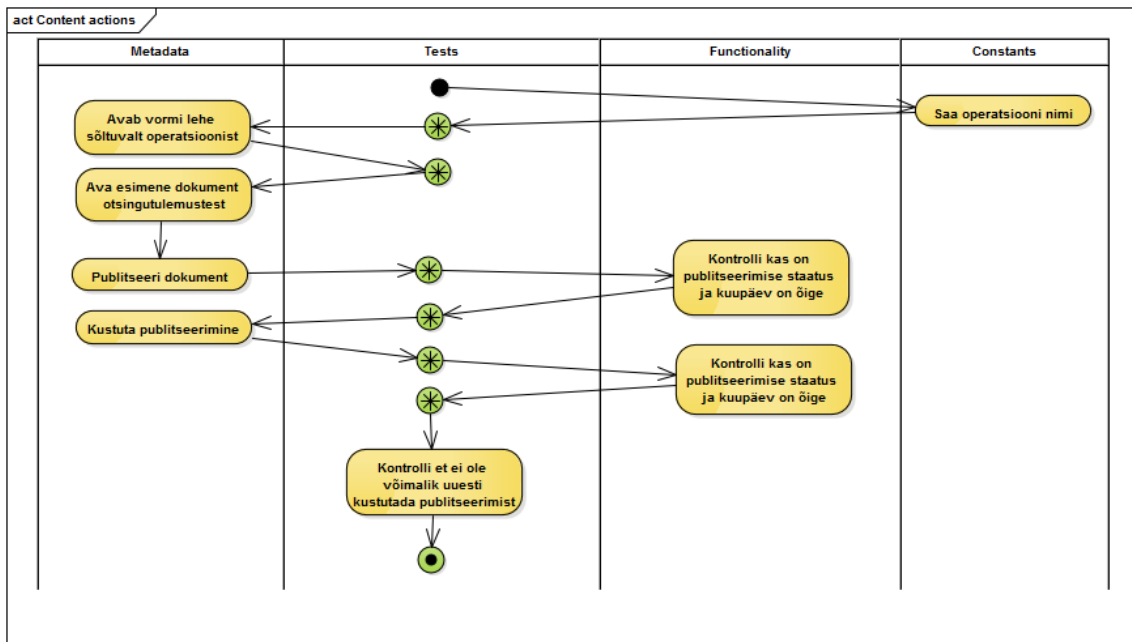 act Content actions
Metadata
Tests
Functionality
Constants
Avab vormi lehe
sõltuvalt operatsioonist
Saa operatsiooni nimi
Ava esimene dokument
otsingutulemustest
Publitseeri dokument
Kontrolli kas on
publitseerimise staatus
ja kuupäev on õige
Kustuta publitseerimine
Kontrolli kas on
publitseerimise staatus
ja kuupäev on õige
Kontrolli et ei ole
võimalik uuesti
kustutada publitseerimist